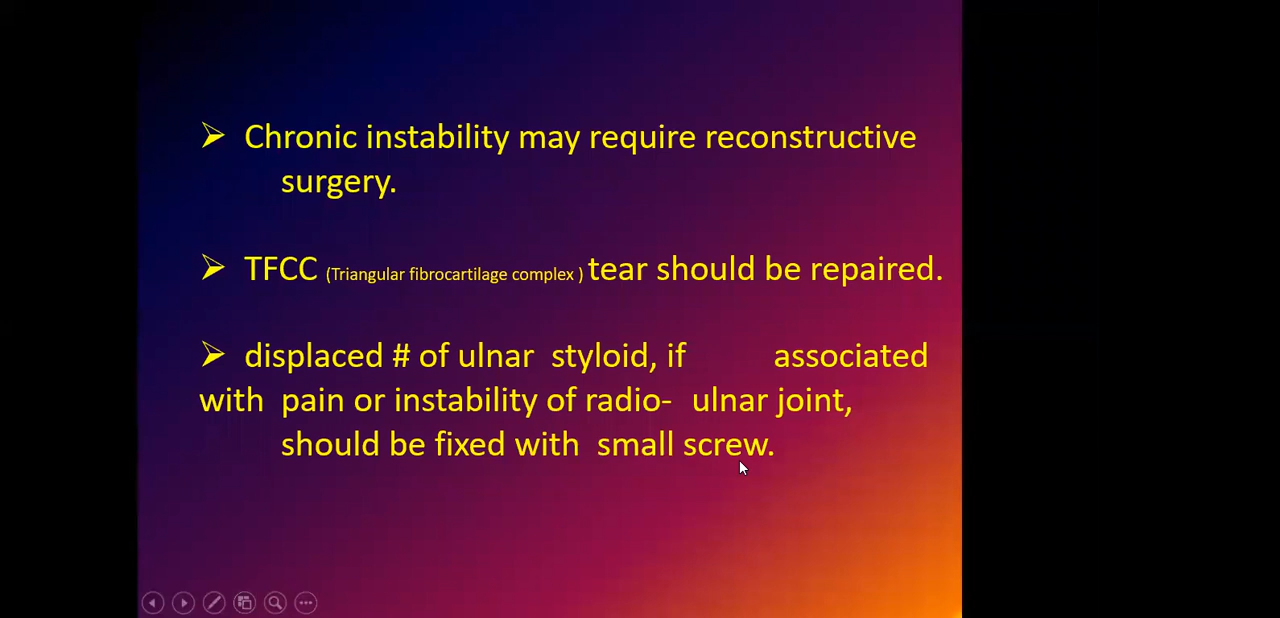 ➢ Chronic instability may require reconstructive
surgery.
➢ TFCC (Triangular fibrocartilage complex ) tear should be repaired.
➢ displaced # of ulnar styloid, if associated
with pain or instability of radio- ulnar joint,
should be fixed with small screw.